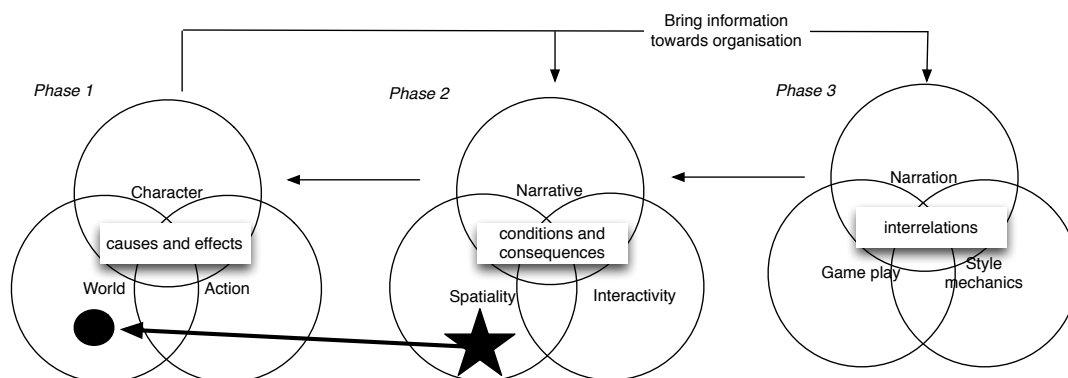 Bring information
towards organisation
Phase 1
Phase 2
Phase 3
Character
causes and effects
World
Action
Narrative
conditions and
consequences
Spatiality
Interactivity
Narration
interrelations
Game play
Style
mechanics